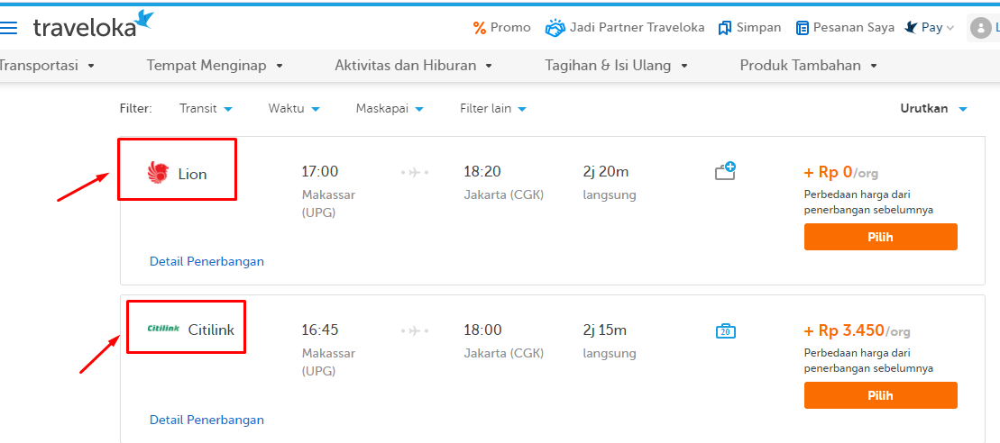 traveloka
Promo
Jadi Partner Traveloka
Simpan
Pesanan Saya
Pay
Transportasi
Tempat Menginap
Aktivitas dan Hiburan
Tagihan & Isi Ulang
Produk Tambahan
Filter:
Transit
Waktu
Maskapai
Filter lain
Urutkan
Lion
17:00
Makassar
(UPG)
18:20
Jakarta (CGK)
2j 20m
langsung
+ Rp 0/org
Perbedaan harga dari
penerbangan sebelumnya
Pilih
Detail Penerbangan
Citilink
Citilink
16:45
Makassar
(UPG)
18:00
Jakarta (CGK)
2j 15m
langsung
20
+ Rp 3.450/org
Perbedaan harga dari
penerbangan sebelumnya
Pilih
Detail Penerbangan